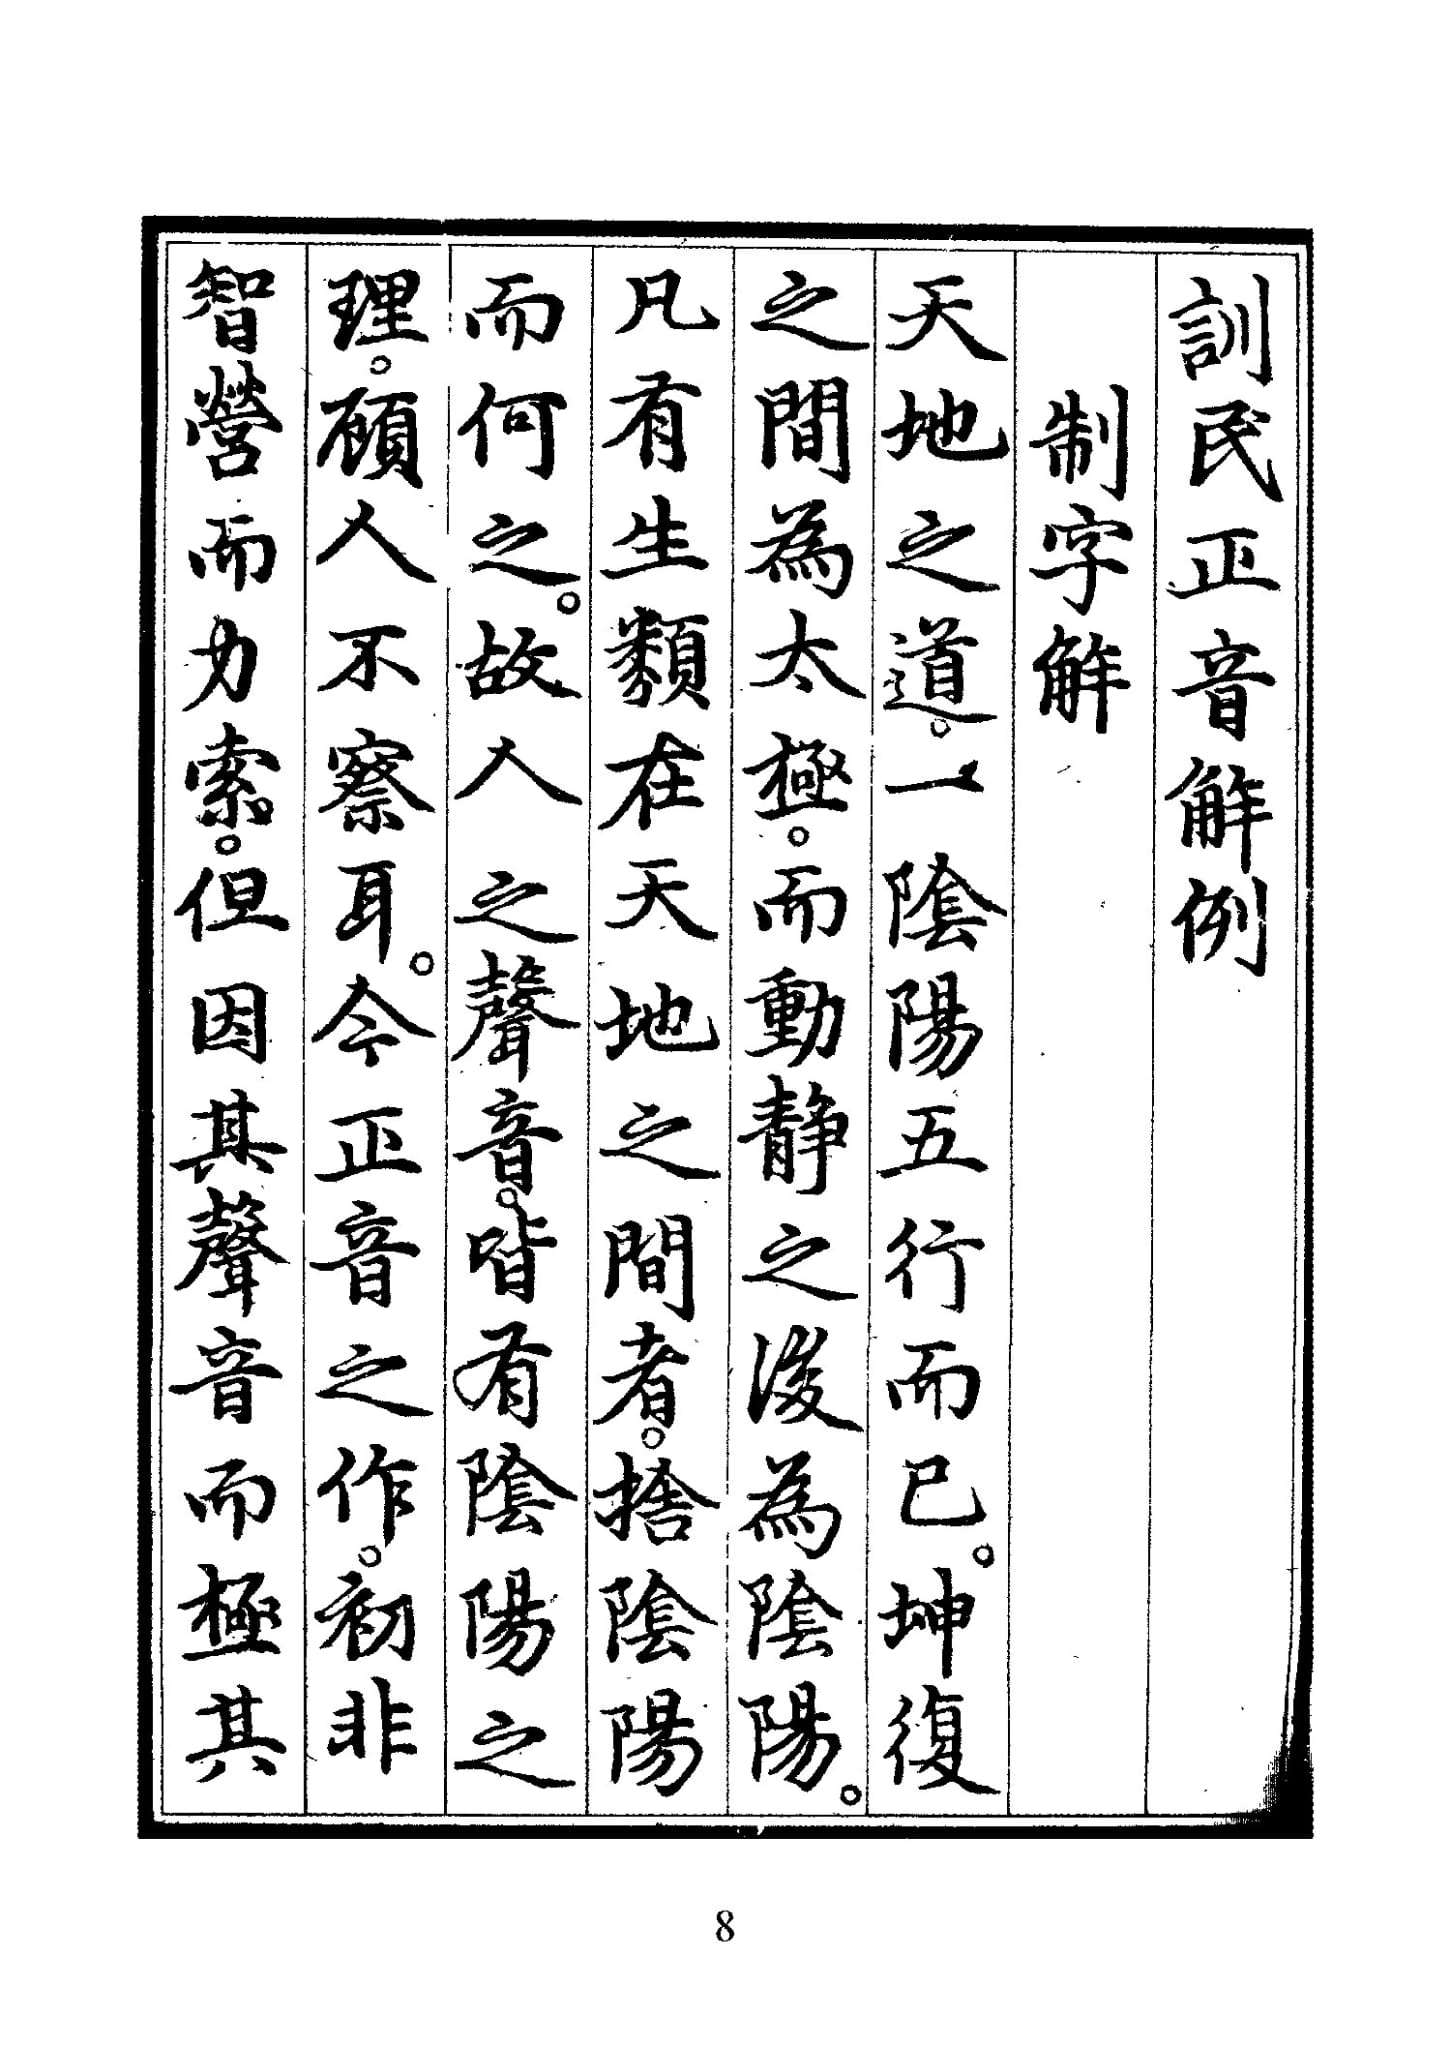 訓民正音解例
制字解
天地之道。一陰陽五行而已。坤復
之間為太極。而動靜之後為陰陽。
凡有生類在天地之間者。捨陰陽
而何之。故人之聲音。皆有陰陽之
理。顧人不察耳。今正音之作。初非
智營而力索。但因其聲音而極其
8